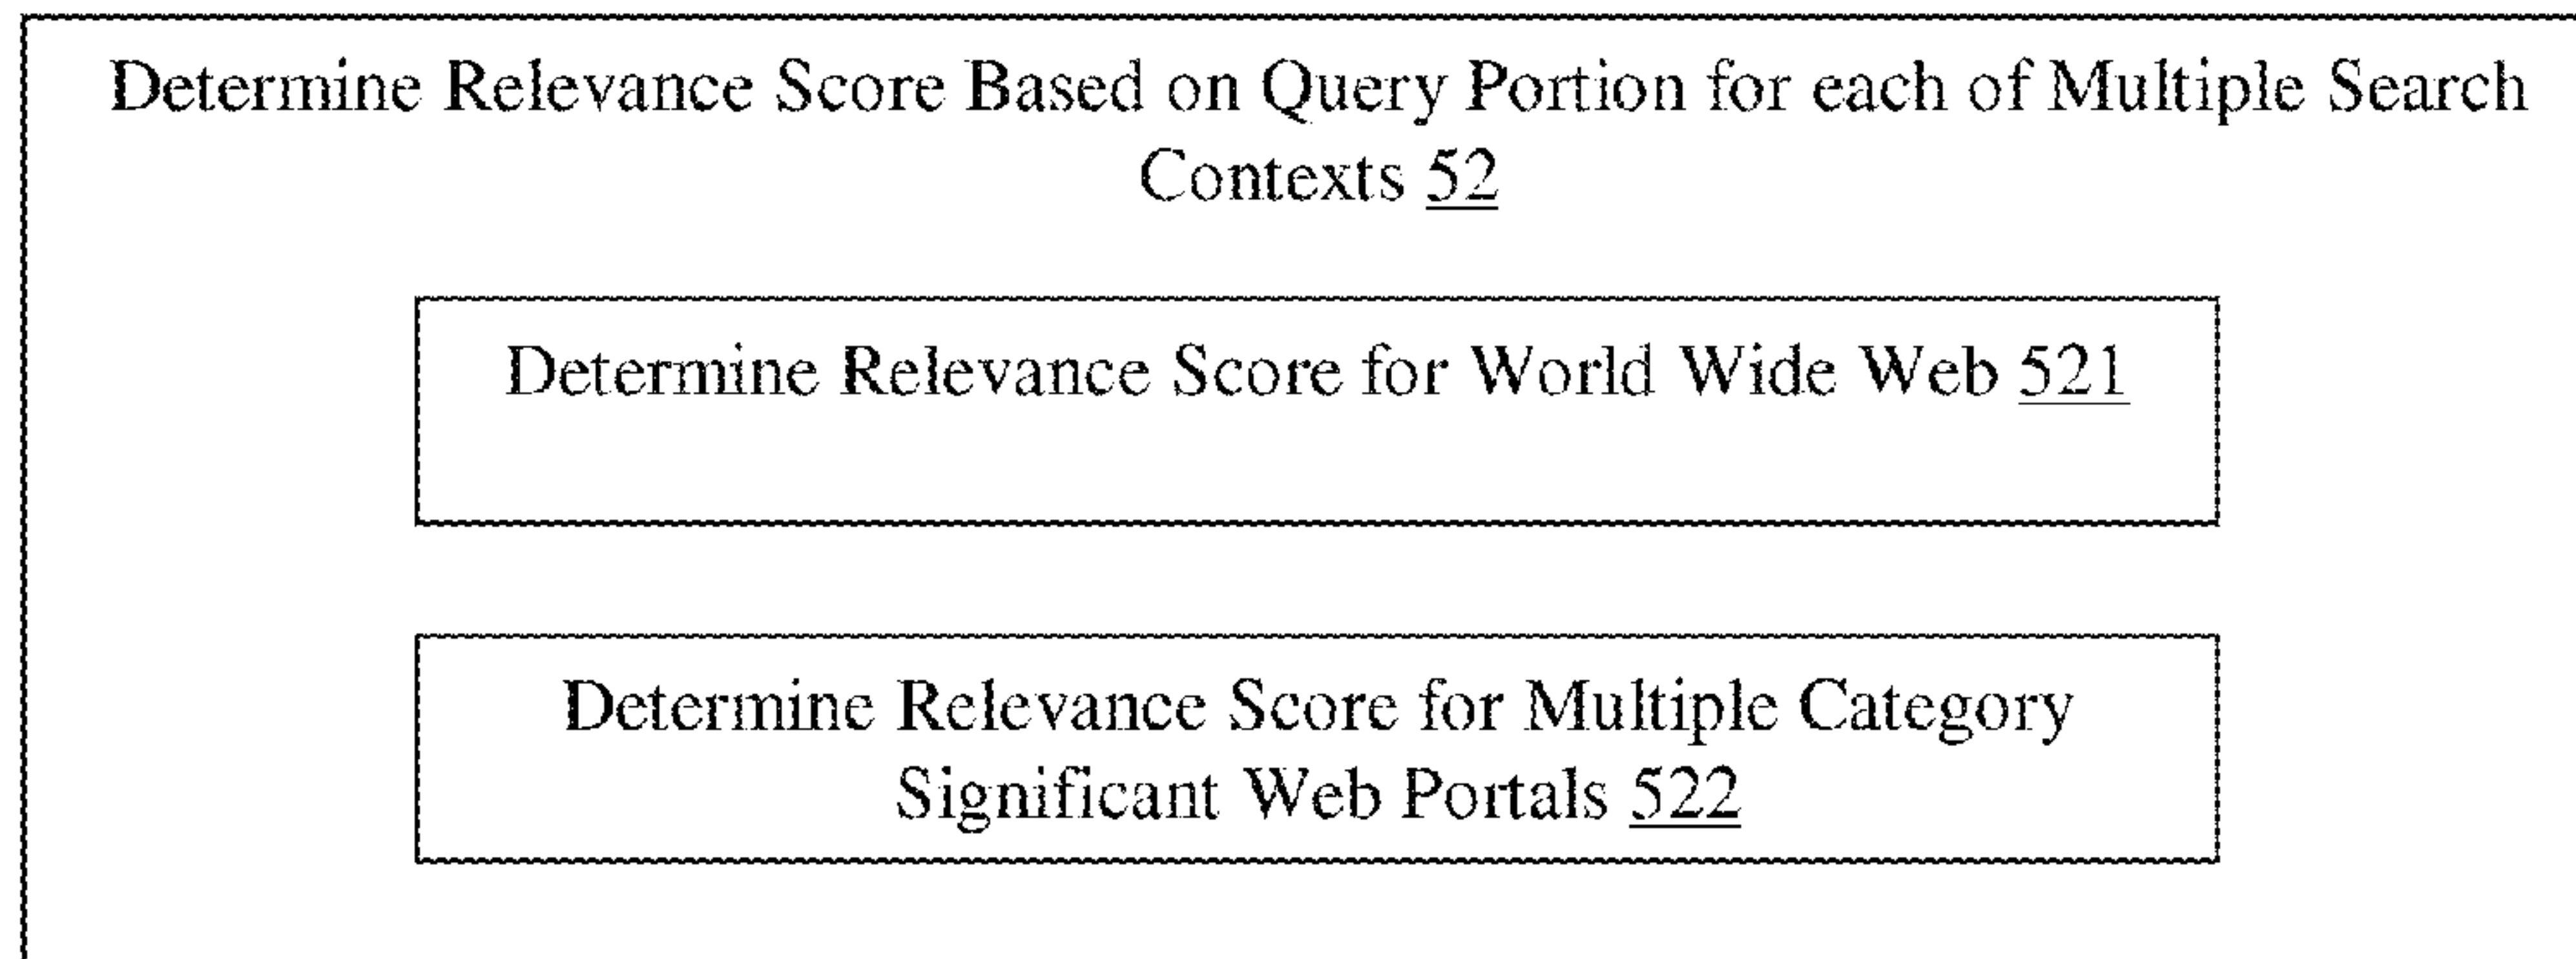 Determine Relevance Score Based on Query Portion for each of Multiple Search
Contexts 52
Determine Relevance Score for World Wide Web 521
Determine Relevance Score for Multiple Category
Significant Web Portals 522